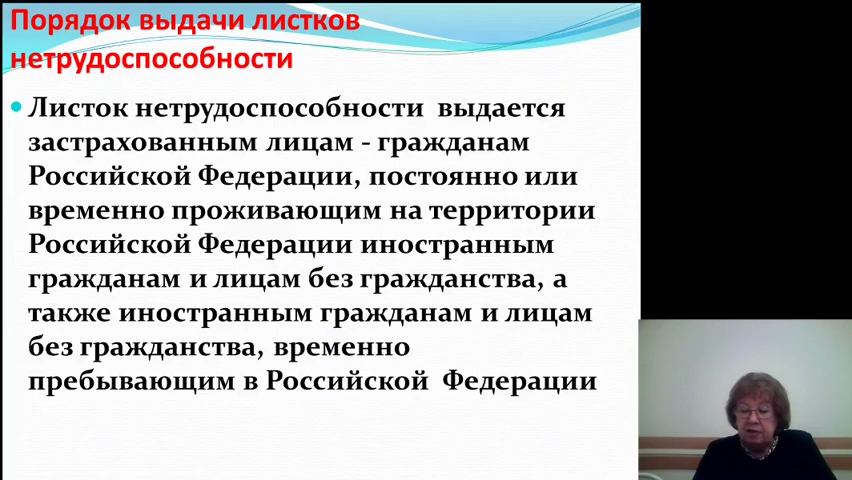 Порядок выдачи листков
нетрудоспособности
Листок нетрудоспособности выдается
застрахованным лицам - гражданам
Российской Федерации, постоянно или
временно проживающим на территории
Российской Федерации иностранным
гражданам и лицам без гражданства, а
также иностранным гражданам и лицам
без гражданства, временно
пребывающим в Российской Федерации